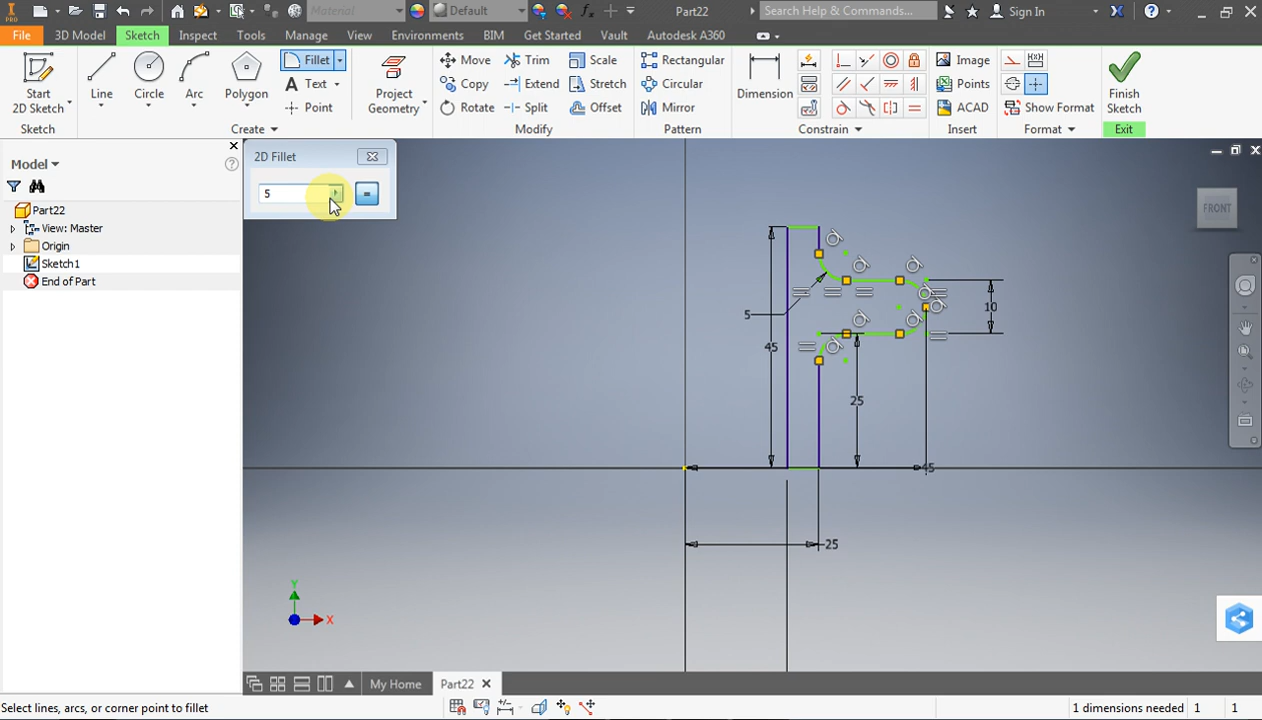 PRO
Material
Default
fx
Part22
Search Help & Commands...
Sign In
File
3D Model
Sketch
Inspect
Tools
Manage
View
Environments
BIM
Get Started
Vault
Autodesk A360
Start
2D Sketch
Line
Circle
Arc
Polygon
Fillet
Text
Point
Project
Geometry
Move
Copy
Rotate
Trim
Extend
Split
Scale
Stretch
Offset
Rectangular
Circular
Mirror
Dimension
Image
Points
ACAD
Show Format
Finish
Sketch
Sketch
Create
Modify
Pattern
Constrain
Insert
Format
Exit
Model
Part22
View: Master
Origin
Sketch1
End of Part
2D Fillet
5
=
FRONT
5
45
10
25
45
25
Y
X
My Home
Part22
Select lines, arcs, or corner point to fillet
1 dimensions needed
1
1